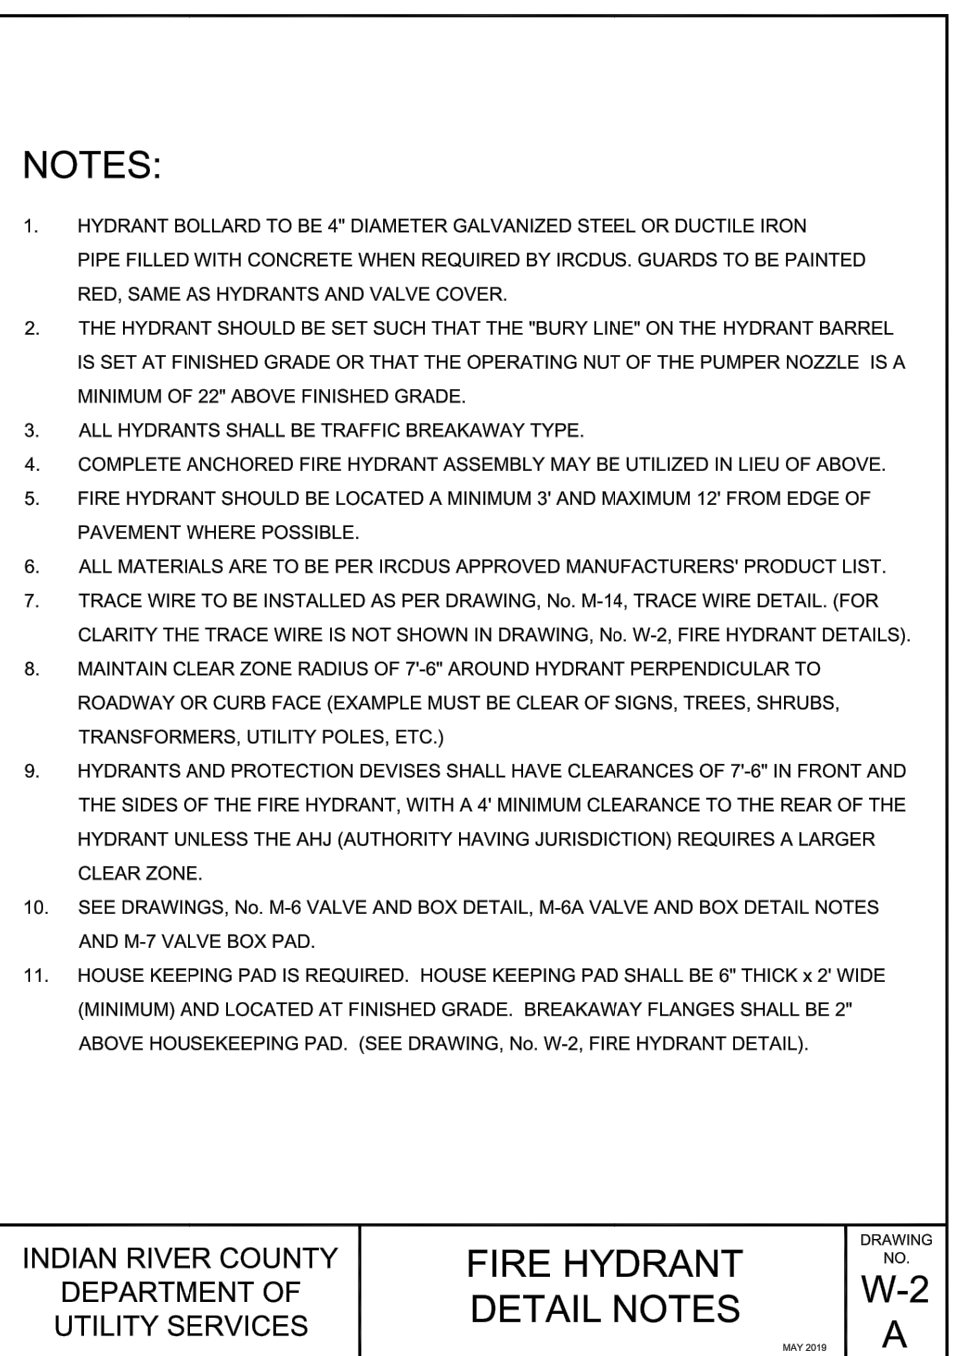 NOTES:
1. HYDRANT BOLLARD TO BE 4" DIAMETER GALVANIZED STEEL OR DUCTILE IRON
PIPE FILLED WITH CONCRETE WHEN REQUIRED BY IRCDUS. GUARDS TO BE PAINTED
RED, SAME AS HYDRANTS AND VALVE COVER.
2. THE HYDRANT SHOULD BE SET SUCH THAT THE "BURY LINE" ON THE HYDRANT BARREL
IS SET AT FINISHED GRADE OR THAT THE OPERATING NUT OF THE PUMPER NOZZLE IS A
MINIMUM OF 22" ABOVE FINISHED GRADE.
3. ALL HYDRANTS SHALL BE TRAFFIC BREAKAWAY TYPE.
4. COMPLETE ANCHORED FIRE HYDRANT ASSEMBLY MAY BE UTILIZED IN LIEU OF ABOVE.
5. FIRE HYDRANT SHOULD BE LOCATED A MINIMUM 3' AND MAXIMUM 12' FROM EDGE OF
PAVEMENT WHERE POSSIBLE.
6. ALL MATERIALS ARE TO BE PER IRCDUS APPROVED MANUFACTURERS' PRODUCT LIST.
7. TRACE WIRE TO BE INSTALLED AS PER DRAWING, No. M-14, TRACE WIRE DETAIL. (FOR
CLARITY THE TRACE WIRE IS NOT SHOWN IN DRAWING, No. W-2, FIRE HYDRANT DETAILS).
8. MAINTAIN CLEAR ZONE RADIUS OF 7'-6" AROUND HYDRANT PERPENDICULAR TO
ROADWAY OR CURB FACE (EXAMPLE MUST BE CLEAR OF SIGNS, TREES, SHRUBS,
TRANSFORMERS, UTILITY POLES, ETC.)
9. HYDRANTS AND PROTECTION DEVISES SHALL HAVE CLEARANCES OF 7'-6" IN FRONT AND
THE SIDES OF THE FIRE HYDRANT, WITH A 4' MINIMUM CLEARANCE TO THE REAR OF THE
HYDRANT UNLESS THE AHJ (AUTHORITY HAVING JURISDICTION) REQUIRES A LARGER
CLEAR ZONE.
10. SEE DRAWINGS, No. M-6 VALVE AND BOX DETAIL, M-6A VALVE AND BOX DETAIL NOTES
AND M-7 VALVE BOX PAD.
11. HOUSE KEEPING PAD IS REQUIRED. HOUSE KEEPING PAD SHALL BE 6" THICK x 2' WIDE
(MINIMUM) AND LOCATED AT FINISHED GRADE. BREAKAWAY FLANGES SHALL BE 2"
ABOVE HOUSEKEEPING PAD. (SEE DRAWING, No. W-2, FIRE HYDRANT DETAIL).
INDIAN RIVER COUNTY
DEPARTMENT OF
UTILITY SERVICES
FIRE HYDRANT
DETAIL NOTES
MAY 2019
DRAWING
NO.
W-2
A